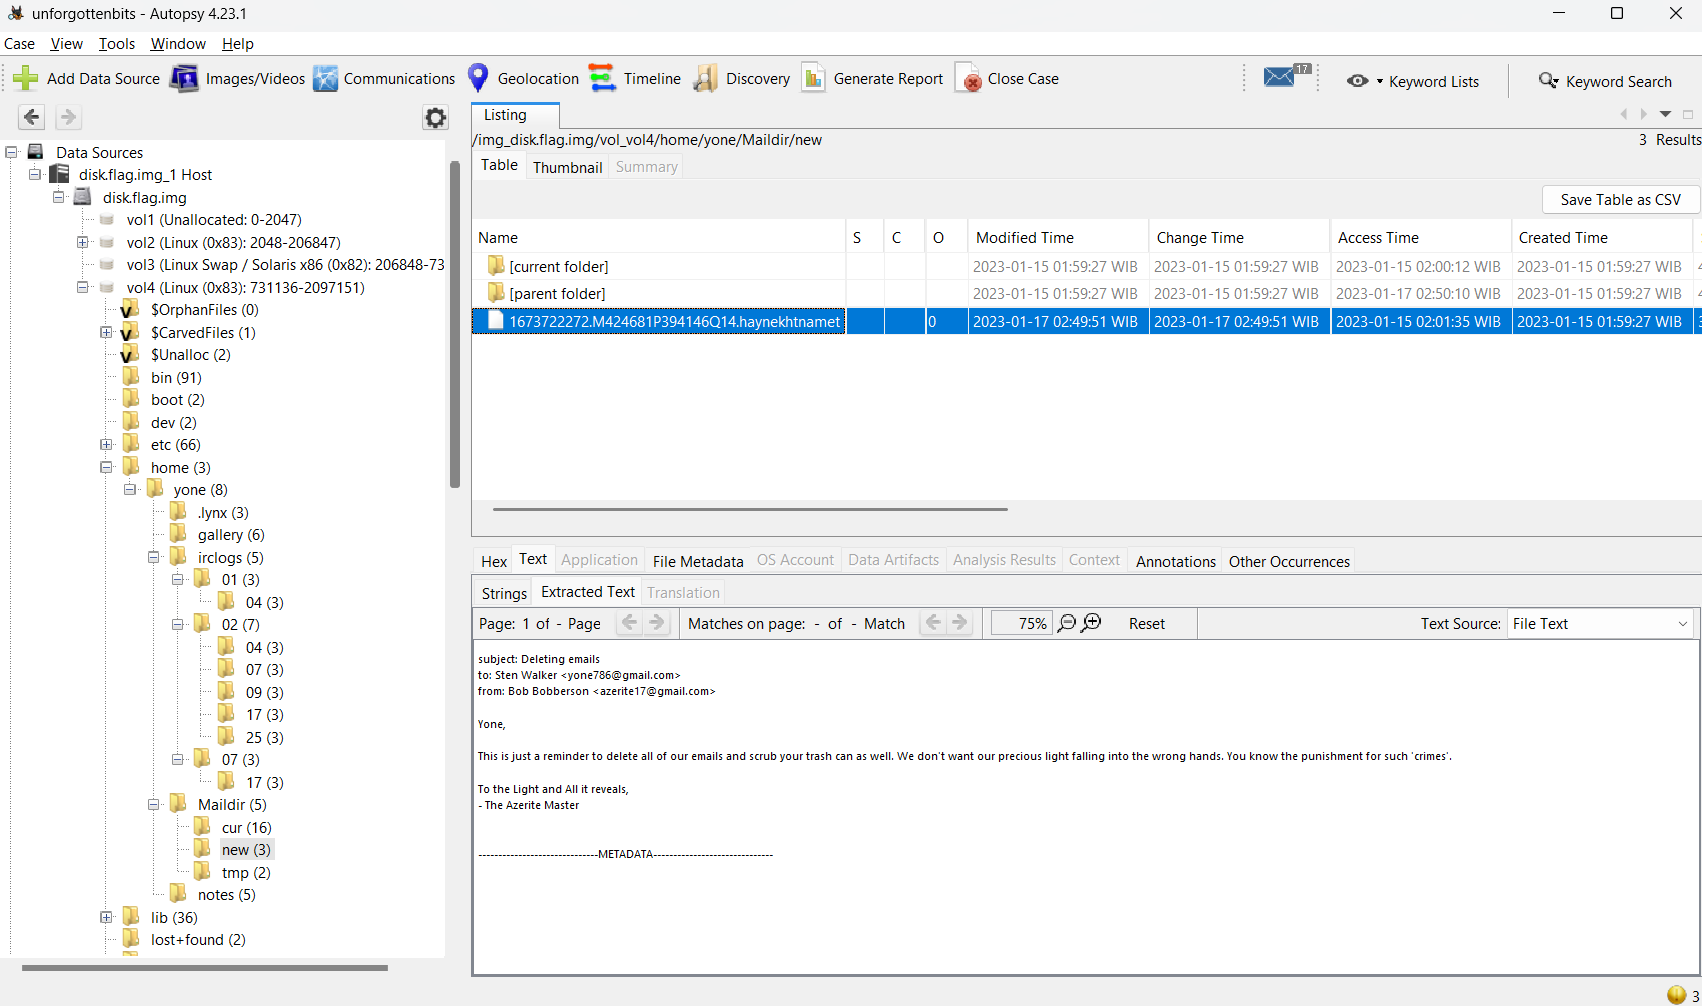 unforgottenbits - Autopsy 4.23.1
Case View Tools Window Help
Add Data Source Images/Videos Communications Geolocation Timeline Discovery Generate Report Close Case 17 Keyword Lists Keyword Search
Listing
/img_disk.flag.img/vol_vol4/home/yone/Maildir/new 3 Results
Table Thumbnail Summary
Save Table as CSV
Name S C O Modified Time Change Time Access Time Created Time
[current folder] 2023-01-15 01:59:27 WIB 2023-01-15 01:59:27 WIB 2023-01-15 02:00:12 WIB 2023-01-15 01:59:27 WIB
[parent folder] 2023-01-15 01:59:27 WIB 2023-01-15 01:59:27 WIB 2023-01-17 02:50:10 WIB 2023-01-15 01:59:27 WIB
1673722272.M424681P394146Q14.haynekhtnamet 0 2023-01-17 02:49:51 WIB 2023-01-17 02:49:51 WIB 2023-01-15 02:01:35 WIB 2023-01-15 01:59:27 WIB
Data Sources
disk.flag.img_1 Host
disk.flag.img
vol1 (Unallocated: 0-2047)
vol2 (Linux (0x83): 2048-206847)
vol3 (Linux Swap / Solaris x86 (0x82): 206848-73
vol4 (Linux (0x83): 731136-2097151)
$OrphanFiles (0)
$CarvedFiles (1)
$Unalloc (2)
bin (91)
boot (2)
dev (2)
etc (66)
home (3)
yone (8)
.lynx (3)
gallery (6)
irclogs (5)
01 (3)
04 (3)
02 (7)
04 (3)
07 (3)
09 (3)
17 (3)
25 (3)
07 (3)
17 (3)
Maildir (5)
cur (16)
new (3)
tmp (2)
notes (5)
lib (36)
lost+found (2)
Hex Text Application File Metadata OS Account Data Artifacts Analysis Results Context Annotations Other Occurrences
Strings Extracted Text Translation
Page: 1 of - Page Matches on page: - of - Match 75% Reset Text Source: File Text
subject: Deleting emails
to: Sten Walker <yone786@gmail.com>
from: Bob Bobberson <azerite17@gmail.com>
Yone,
This is just a reminder to delete all of our emails and scrub your trash can as well. We don't want our precious light falling into the wrong hands. You know the punishment for such 'crimes'.
To the Light and All it reveals,
- The Azerite Master
------------------------------METADATA------------------------------
3